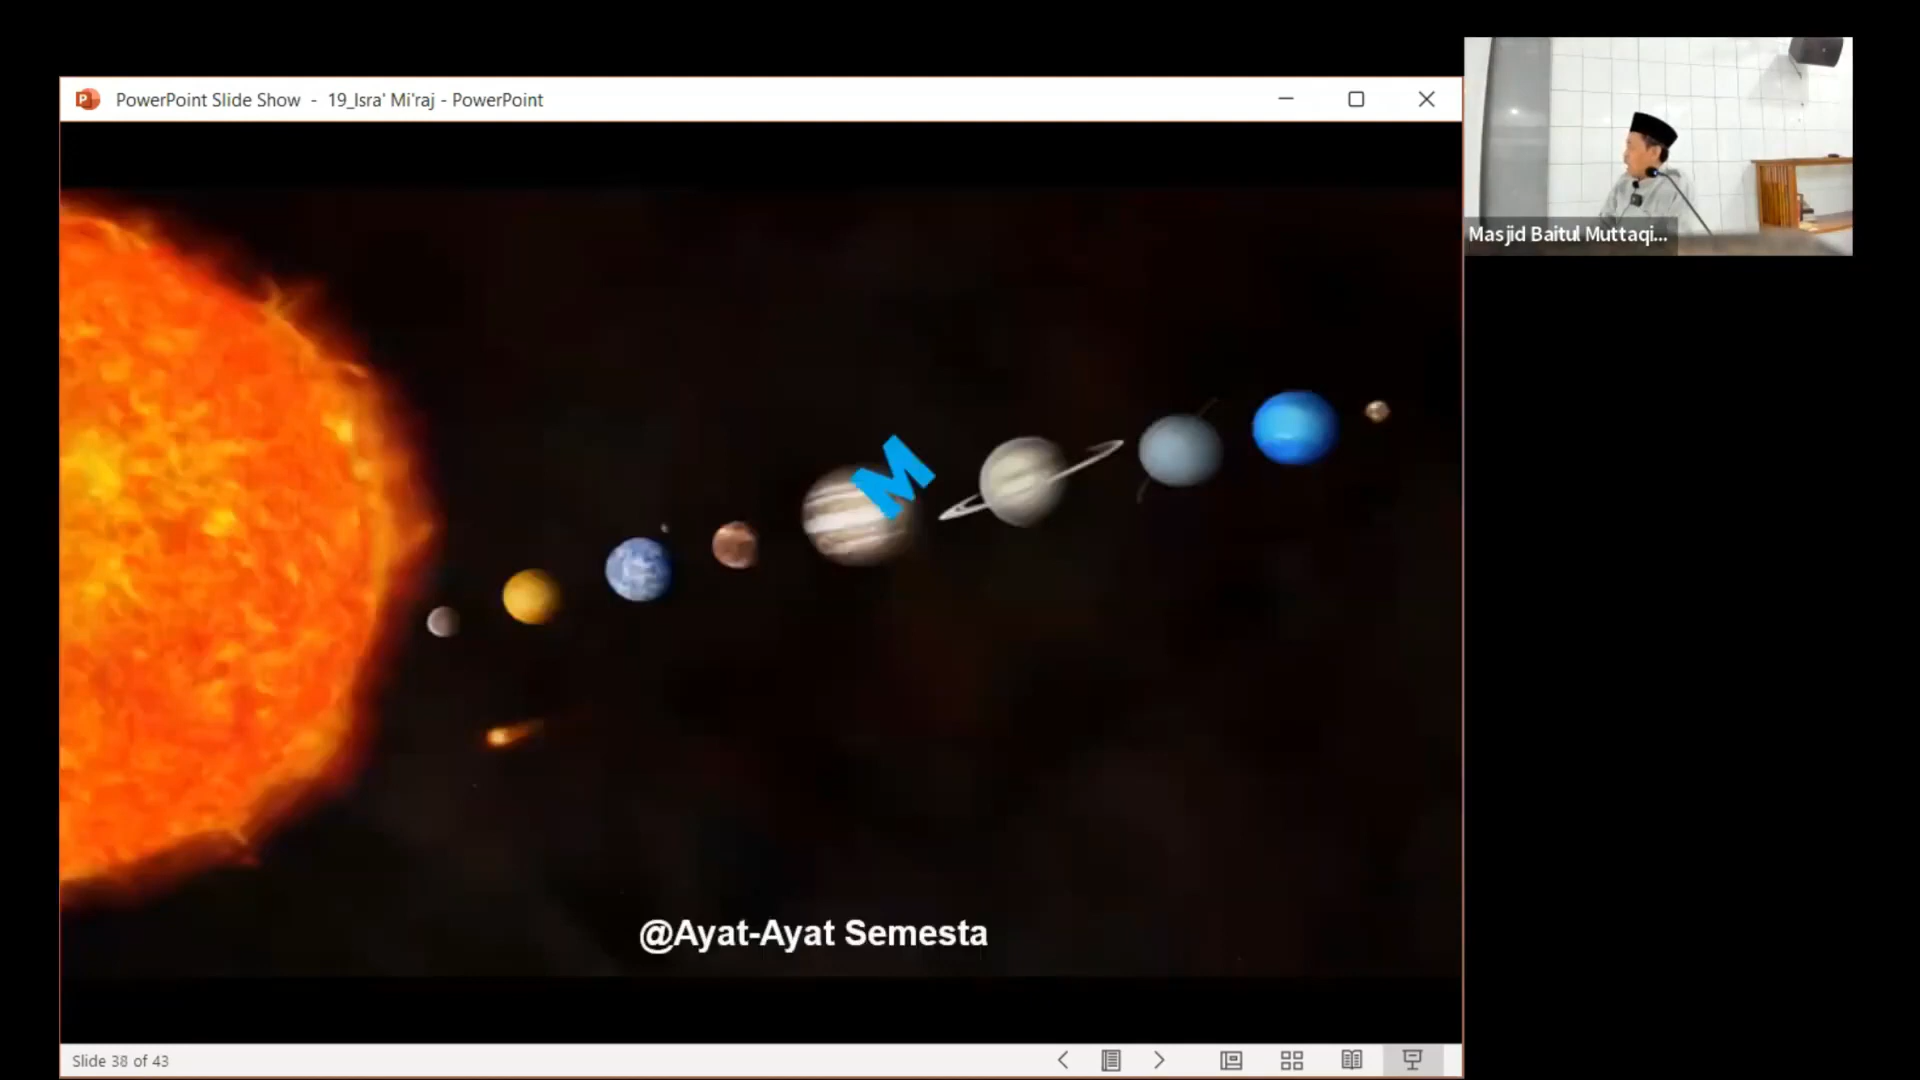 PowerPoint Slide Show - 19_Isra' Mi'raj - PowerPoint
Masjid Baitul Muttaqi...
M
@Ayat-Ayat Semesta
Slide 38 of 43